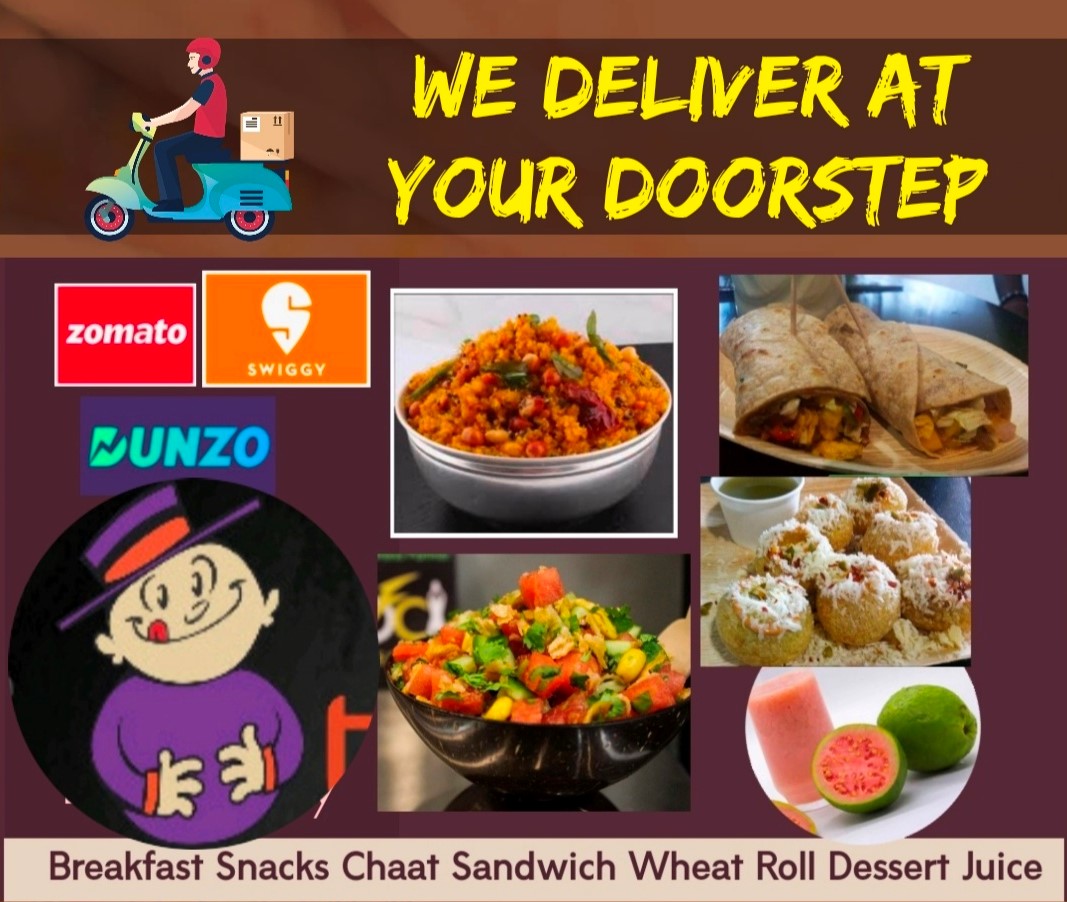 WE DELIVER AT
YOUR DOORSTEP
zomato
SWIGGY
DUNZO
Breakfast Snacks Chaat Sandwich Wheat Roll Dessert Juice